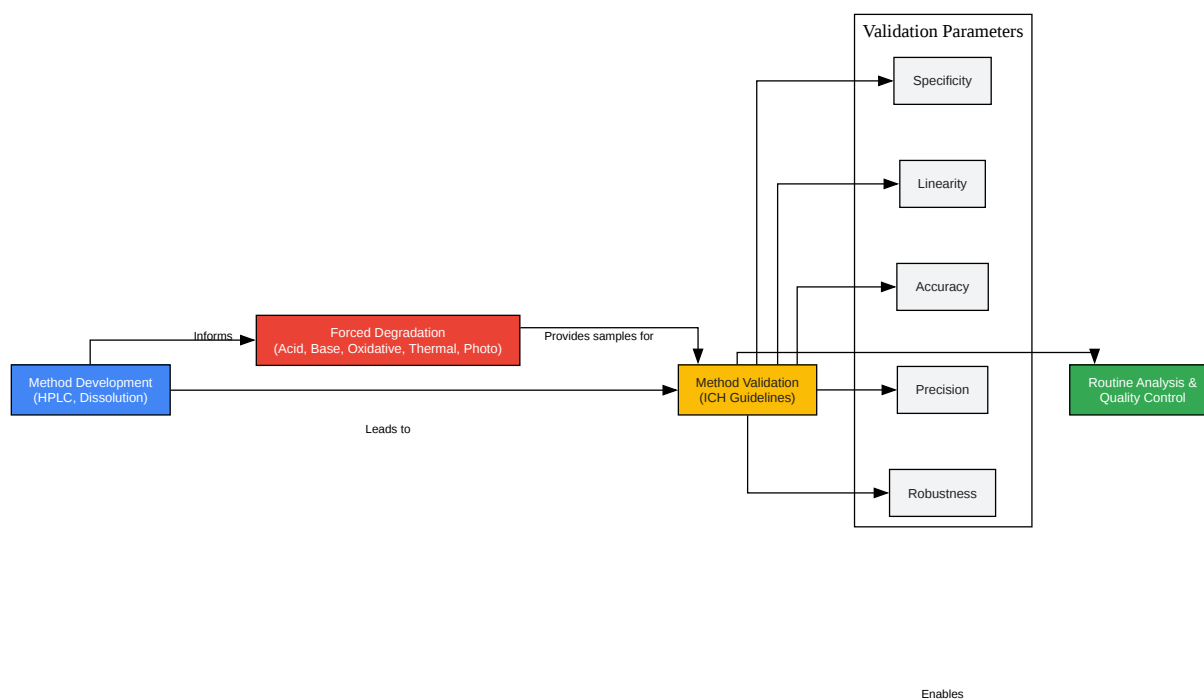 Validation Parameters
Specificity
Linearity
Accuracy
Informs
Forced Degradation
(Acid, Base, Oxidative, Thermal, Photo)
Provides samples for
Method Development
(HPLC, Dissolution)
Leads to
Method Validation
(ICH Guidelines)
Precision
Routine Analysis &
Quality Control
Robustness
Enables